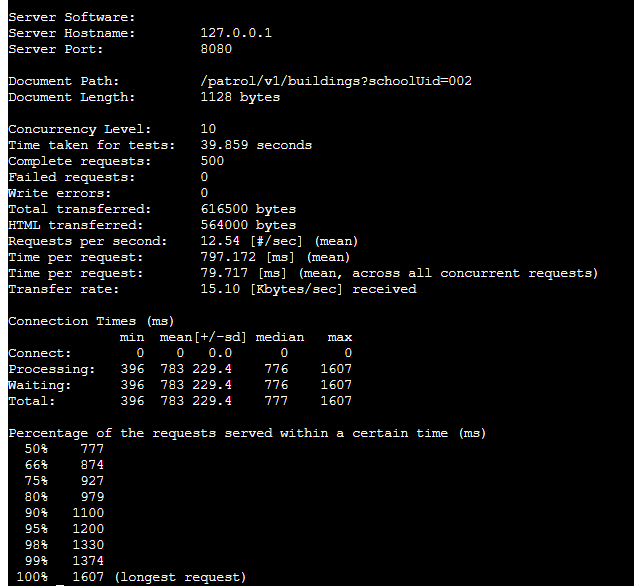 Server Software:
Server Hostname:        127.0.0.1
Server Port:            8080

Document Path:          /patrol/v1/buildings?schoolUid=002
Document Length:        1128 bytes

Concurrency Level:      10
Time taken for tests:   39.859 seconds
Complete requests:      500
Failed requests:        0
Write errors:           0
Total transferred:      616500 bytes
HTML transferred:       564000 bytes
Requests per second:    12.54 [#/sec] (mean)
Time per request:       797.172 [ms] (mean)
Time per request:       79.717 [ms] (mean, across all concurrent requests)
Transfer rate:          15.10 [Kbytes/sec] received

Connection Times (ms)
              min  mean[+/-sd] median   max
Connect:        0    0   0.0      0       0
Processing:   396  783 229.4    776    1607
Waiting:      396  783 229.4    776    1607
Total:        396  783 229.4    777    1607

Percentage of the requests served within a certain time (ms)
  50%    777
  66%    874
  75%    927
  80%    979
  90%   1100
  95%   1200
  98%   1330
  99%   1374
 100%   1607 (longest request)